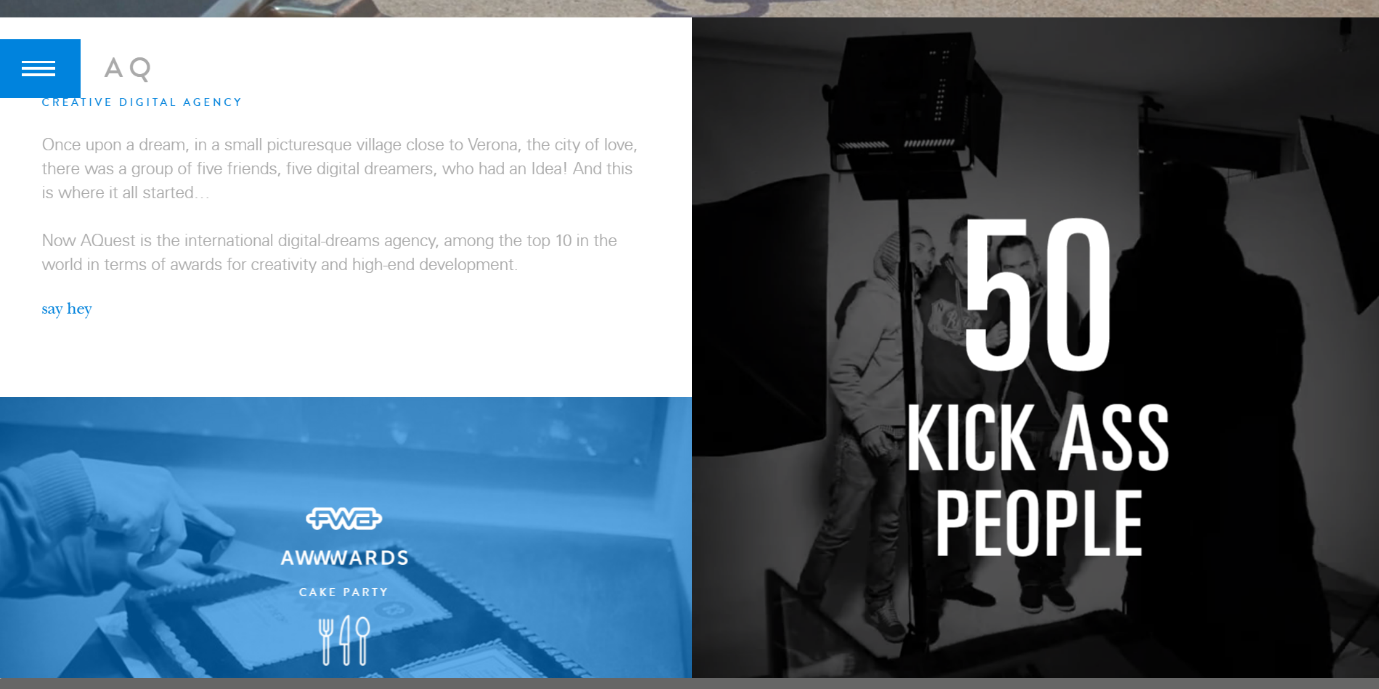 AQ
CREATIVE DIGITAL AGENCY
Once upon a dream, in a small picturesque village close to Verona, the city of love,
there was a group of five friends, five digital dreamers, who had an Idea! And this
is where it all started...
Now AQuest is the international digital-dreams agency, among the top 10 in the
world in terms of awards for creativity and high-end development.
say hey
FWA
AWWWARDS
CAKE PARTY
50
KICK ASS
PEOPLE